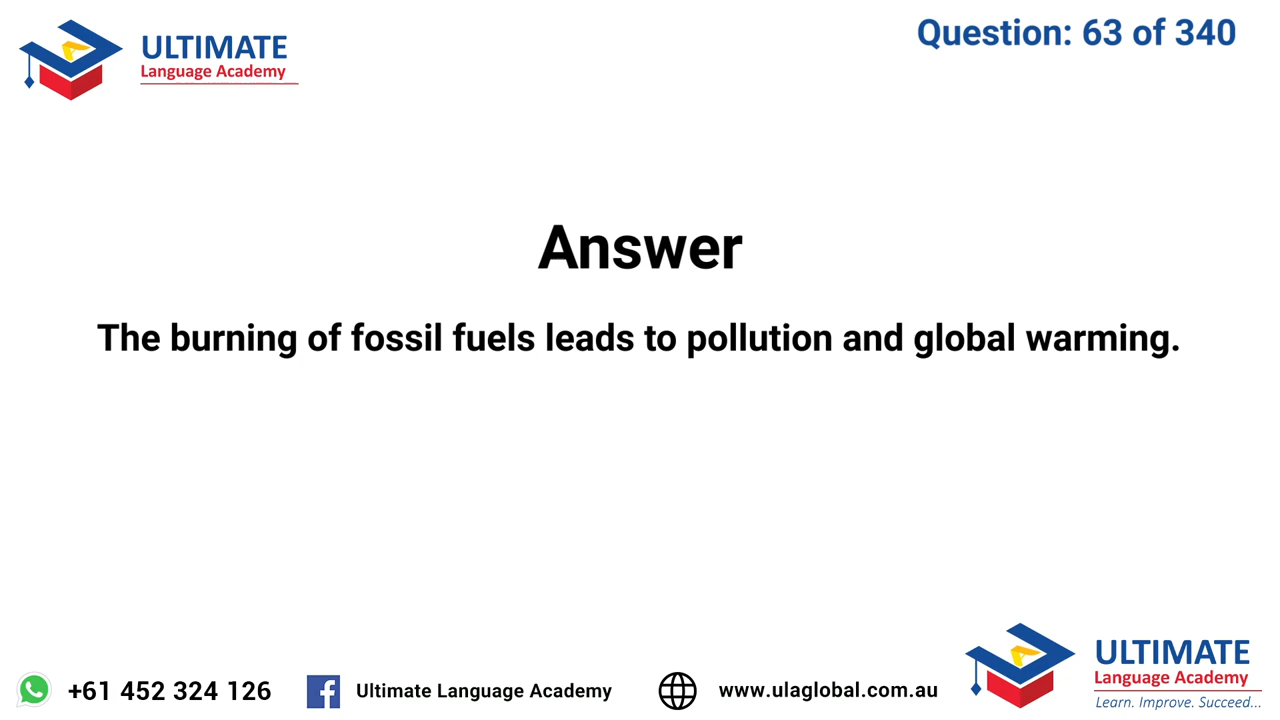 ULTIMATE
Language Academy
Question: 63 of 340
Answer
The burning of fossil fuels leads to pollution and global warming.
+61 452 324 126
Ultimate Language Academy
www.ulaglobal.com.au
ULTIMATE
Language Academy
Learn. Improve. Succeed...